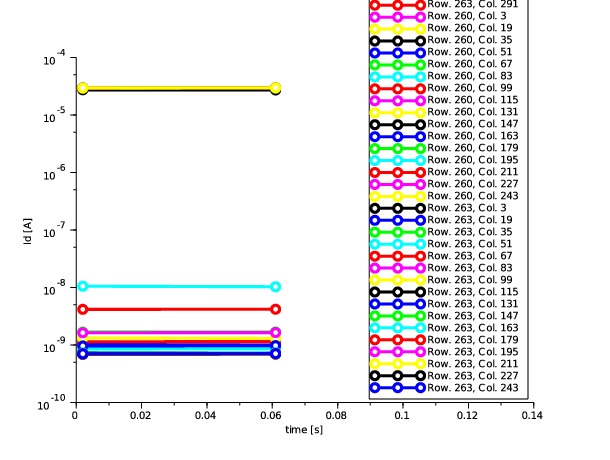 Row. 263, Col. 291
Row. 260, Col. 3
Row. 260, Col. 19
Row. 260, Col. 35
Row. 260, Col. 51
Row. 260, Col. 67
Row. 260, Col. 83
Row. 260, Col. 99
Row. 260, Col. 115
Row. 260, Col. 131
Row. 260, Col. 147
Row. 260, Col. 163
Row. 260, Col. 179
Row. 260, Col. 195
Row. 260, Col. 211
Row. 260, Col. 227
Row. 260, Col. 243
Row. 263, Col. 3
Row. 263, Col. 19
Row. 263, Col. 35
Row. 263, Col. 51
Row. 263, Col. 67
Row. 263, Col. 83
Row. 263, Col. 99
Row. 263, Col. 115
Row. 263, Col. 131
Row. 263, Col. 147
Row. 263, Col. 163
Row. 263, Col. 179
Row. 263, Col. 195
Row. 263, Col. 211
Row. 263, Col. 227
Row. 263, Col. 243
10^-4
10^-5
10^-6
10^-7
10^-8
10^-9
10^-10
Id [A]
0 0.02 0.04 0.06 0.08 0.1 0.12 0.14
time [s]